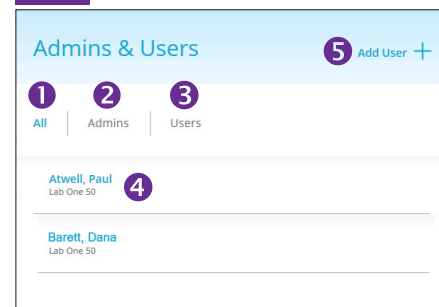 Admins & Users
5 Add User +
1 2 3
All Admins Users
Atwell, Paul 4
Lab One 50
Barett, Dana
Lab One 50